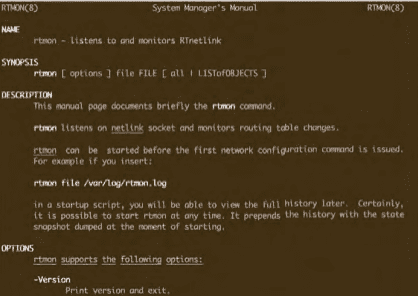 RTMON(8) System Manager's Manual RTMON(8)
NAME
rtmon - listens to and monitors RTnetlink
SYNOPSIS
rtmon [ options ] file FILE [ all | LISTofOBJECTS ]
DESCRIPTION
This manual page documents briefly the rtmon command.
rtmon listens on netlink socket and monitors routing table changes.
rtmon can be started before the first network configuration command is issued.
For example if you insert:
rtmon file /var/log/rtmon.log
in a startup script, you will be able to view the full history later. Certainly,
it is possible to start rtmon at any time. It prepends the history with the state
snapshot dumped at the moment of starting.
OPTIONS
rtmon supports the following options:
-Version
Print version and exit.